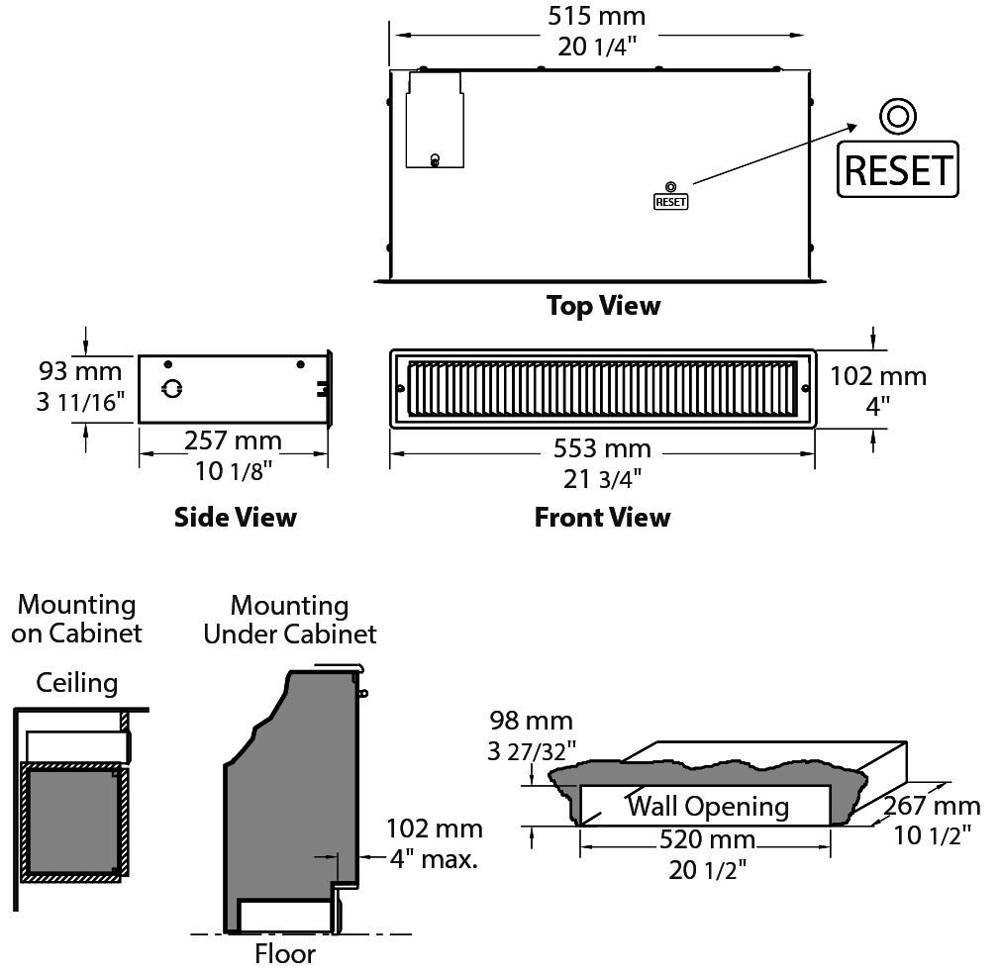 515 mm
20 1/4"
RESET
RESET
Top View
93 mm
3 11/16"
257 mm
10 1/8"
Side View
102 mm
4"
553 mm
21 3/4"
Front View
Mounting
on Cabinet
Ceiling
Mounting
Under Cabinet
102 mm
4" max.
Floor
98 mm
3 27/32"
Wall Opening
267 mm
10 1/2"
520 mm
20 1/2"